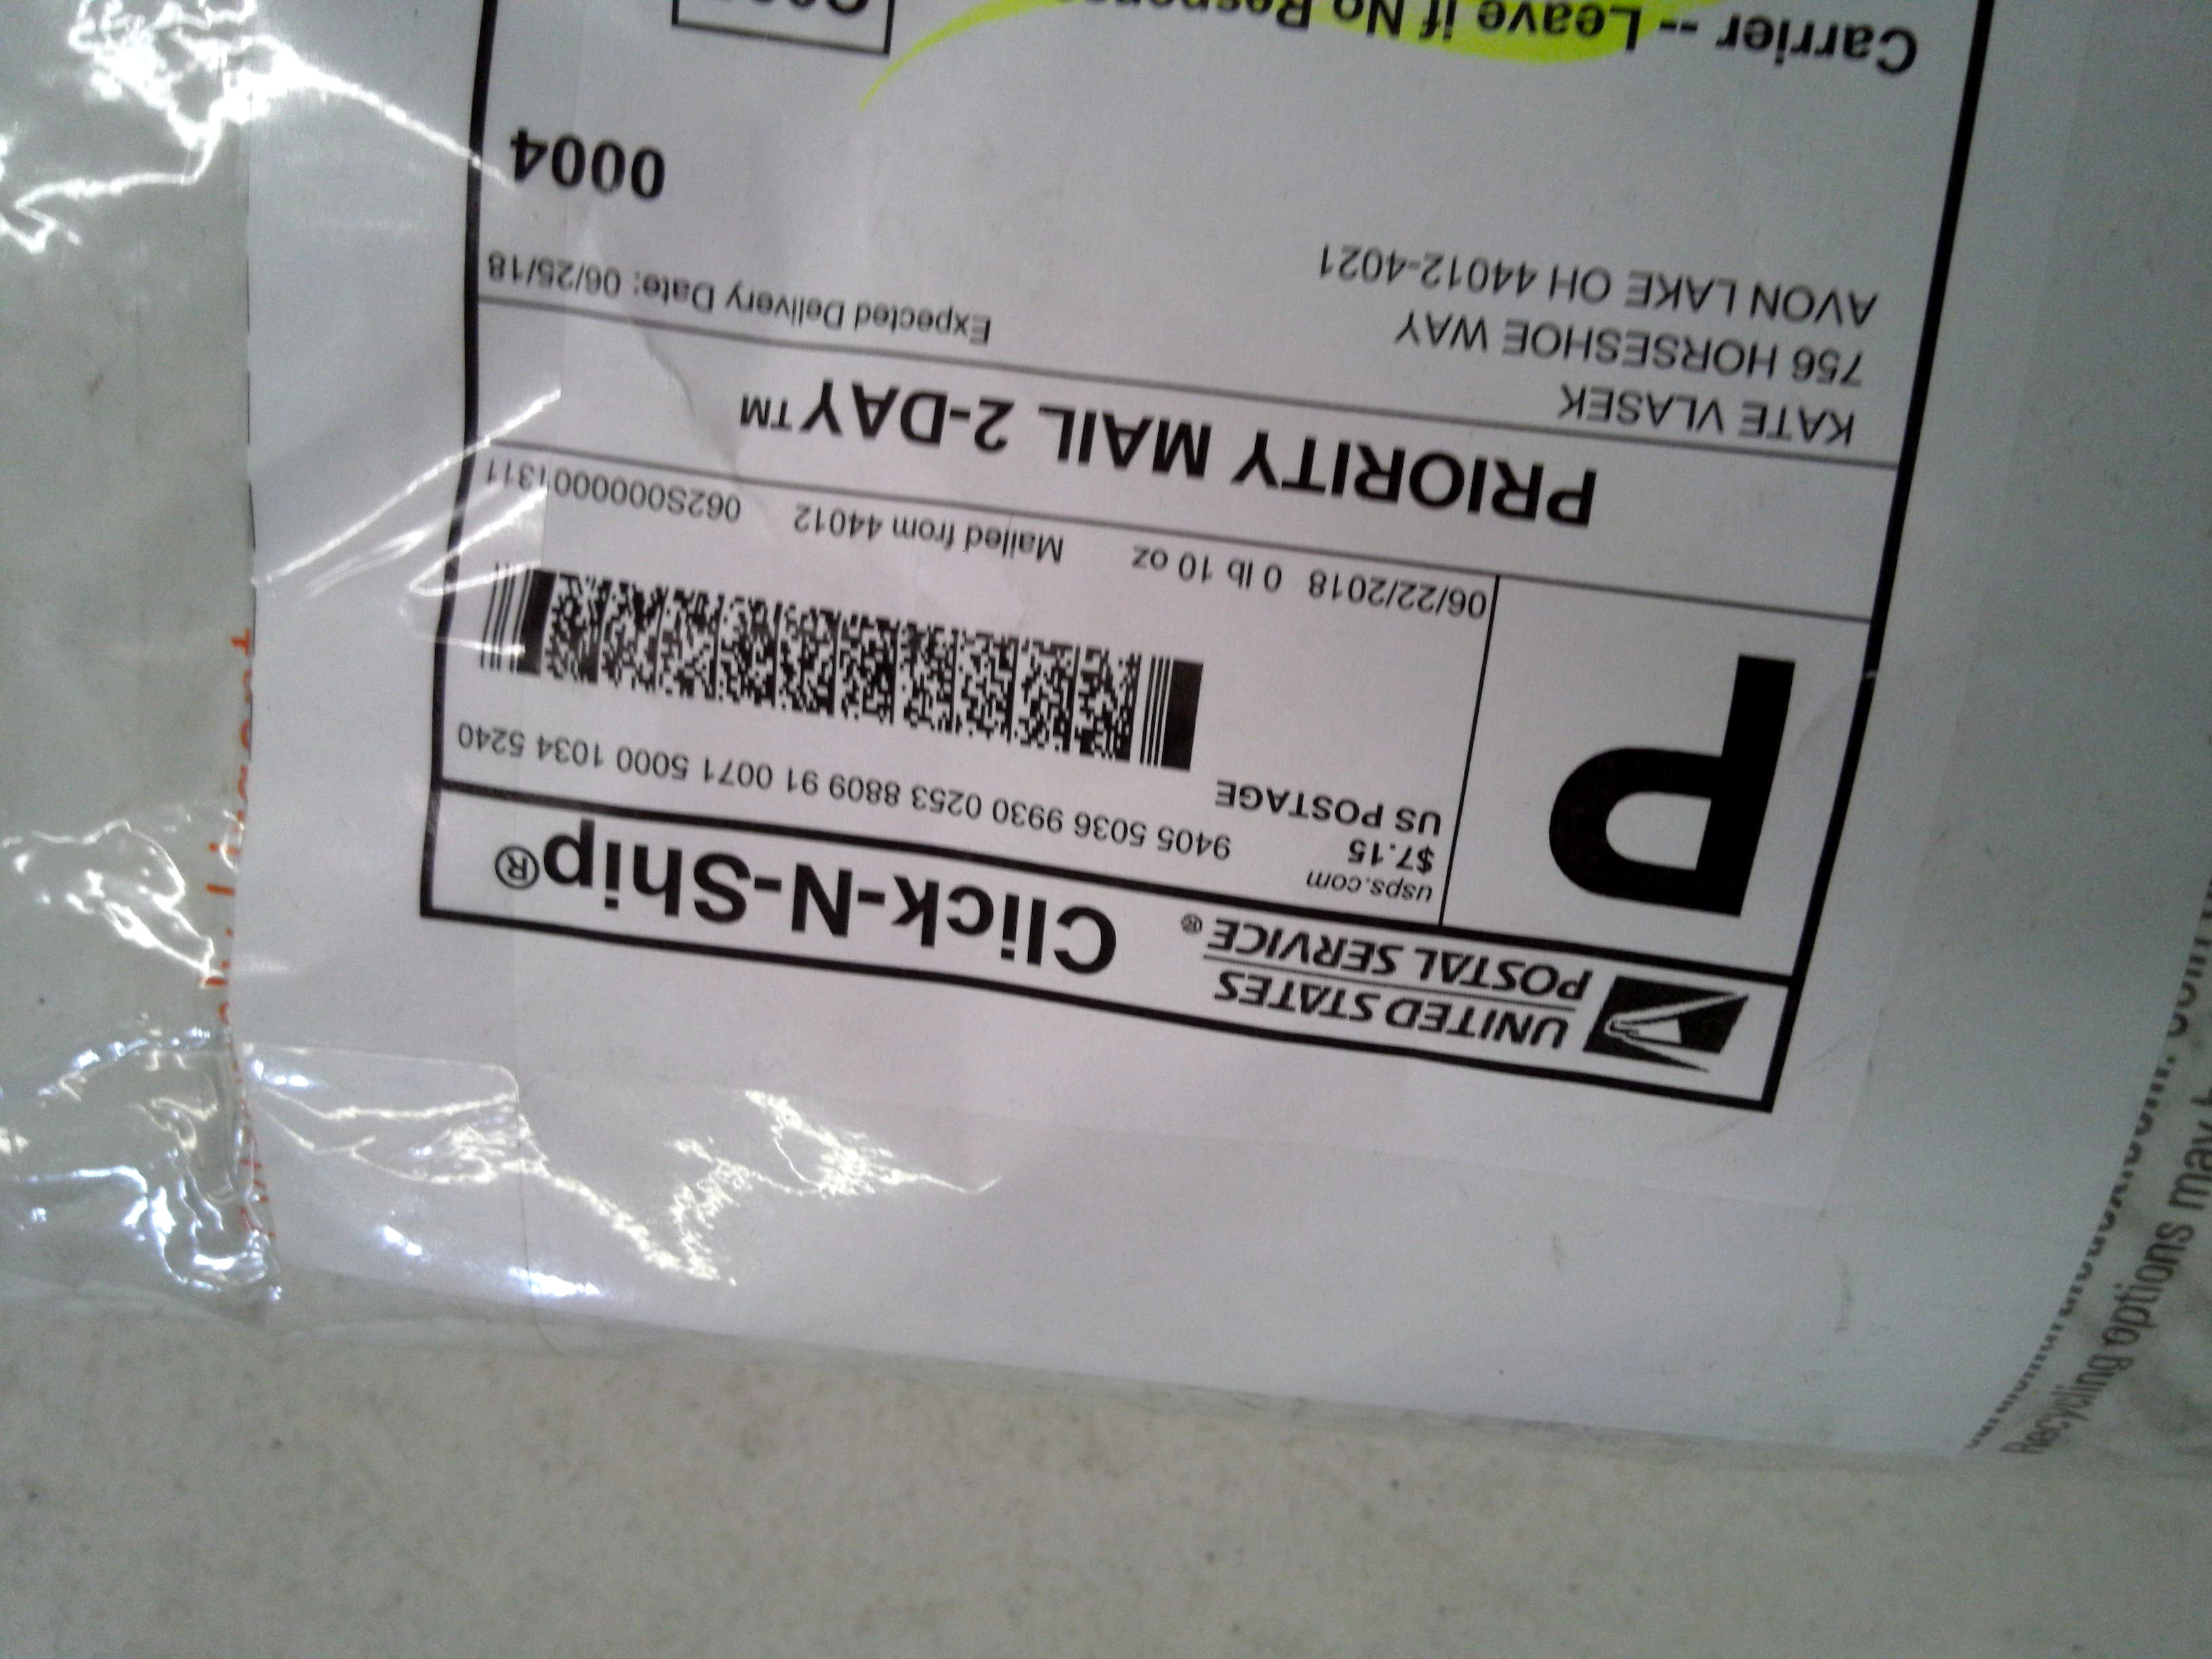 UNITED STATES
POSTAL SERVICE®
Click-N-Ship®
P
usps.com
$7.15
US POSTAGE
9405 5036 9930 0253 8809 91 0071 5000 1034 5240
06/22/2018 0 lb 10 oz Mailed from 44012 062S0000001311
PRIORITY MAIL 2-DAY™
KATE VLASEK
756 HORSESHOE WAY
AVON LAKE OH 44012-4021
Expected Delivery Date: 06/25/18
0004
Carrier -- Leave if No
Recycling options may